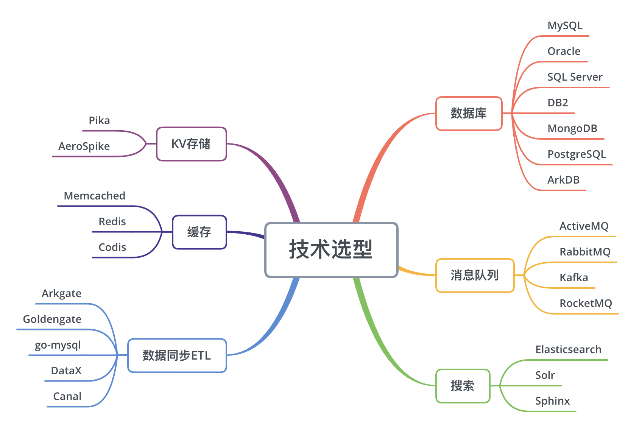 技术选型
数据库
MySQL
Oracle
SQL Server
DB2
MongoDB
PostgreSQL
ArkDB
消息队列
ActiveMQ
RabbitMQ
Kafka
RocketMQ
搜索
Elasticsearch
Solr
Sphinx
KV存储
Pika
AeroSpike
缓存
Memcached
Redis
Codis
数据同步ETL
Arkgate
Goldengate
go-mysql
DataX
Canal